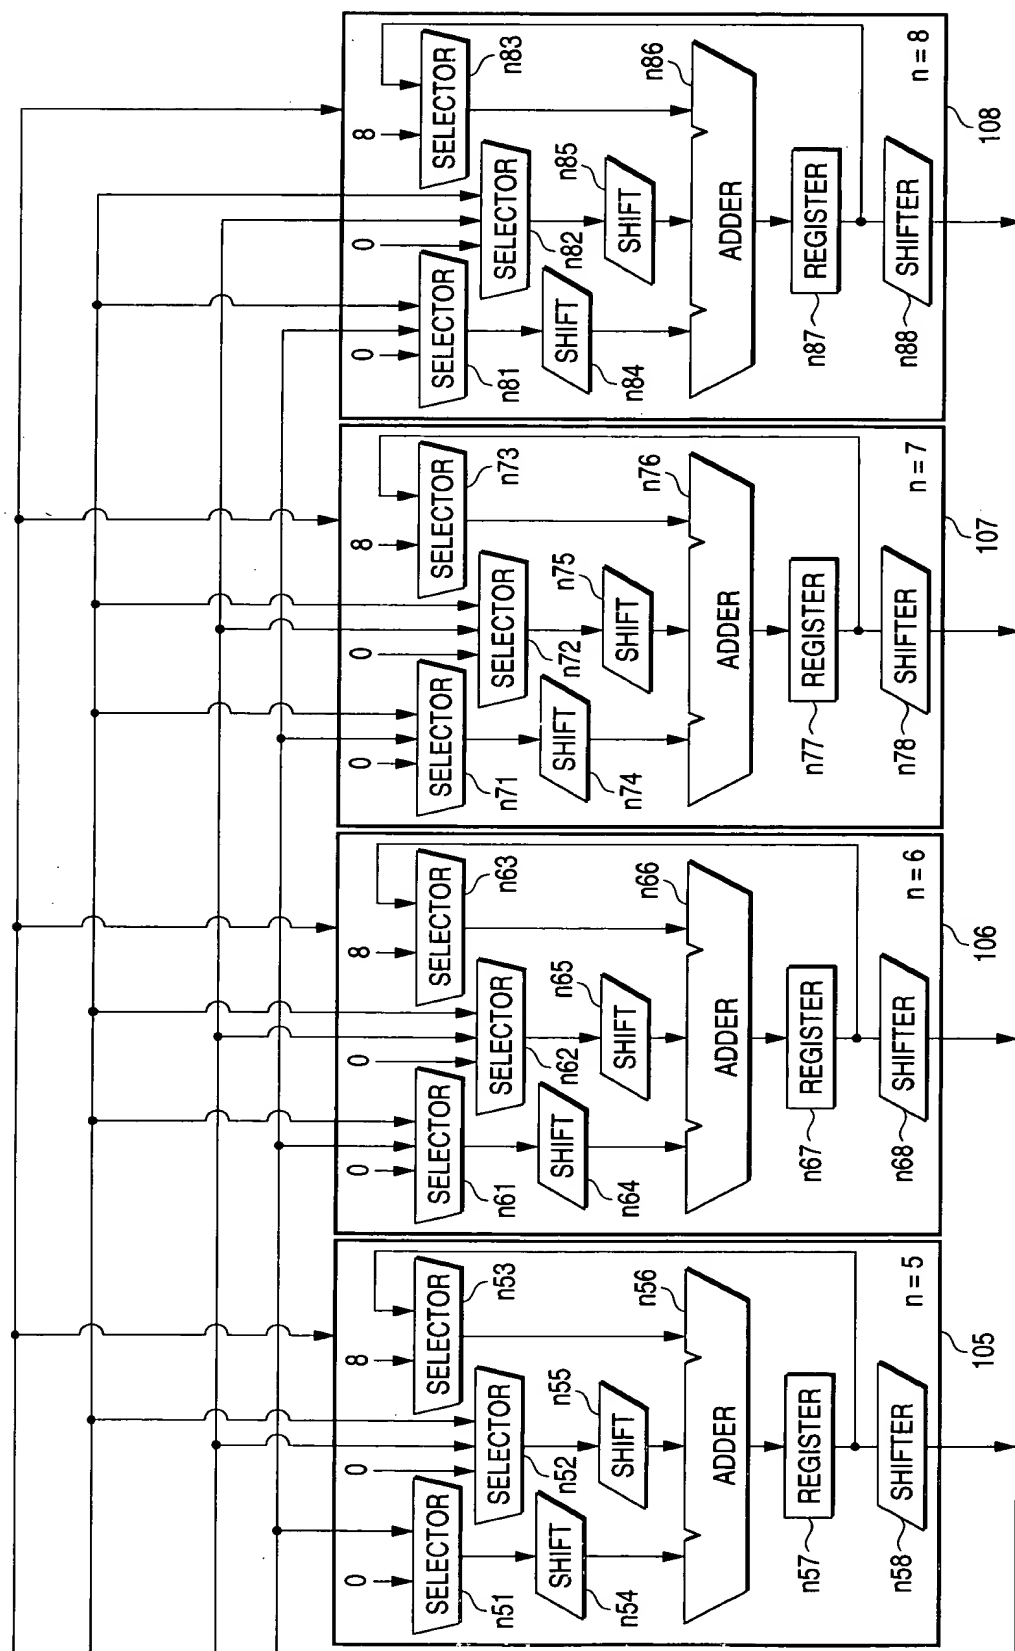 0
SELECTOR
n51
0
SELECTOR
n52
8
SELECTOR
n53
SHIFT
n54
SHIFT
n55
ADDER
n56
REGISTER
n57
SHIFTER
n58
n = 5
105
0
SELECTOR
n61
0
SELECTOR
n62
8
SELECTOR
n63
SHIFT
n64
SHIFT
n65
ADDER
n66
REGISTER
n67
SHIFTER
n68
n = 6
106
0
SELECTOR
n71
0
SELECTOR
n72
8
SELECTOR
n73
SHIFT
n74
SHIFT
n75
ADDER
n76
REGISTER
n77
SHIFTER
n78
n = 7
107
0
SELECTOR
n81
0
SELECTOR
n82
8
SELECTOR
n83
SHIFT
n84
SHIFT
n85
ADDER
n86
REGISTER
n87
SHIFTER
n88
n = 8
108